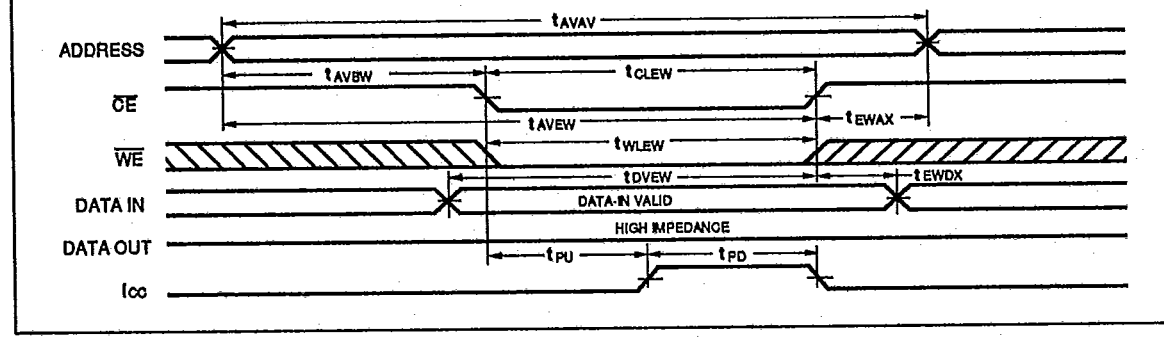 tAVAV
ADDRESS
tAVBW
tCLEW
CE
tAVEW
tEWAX
tWLEW
WE
tDVEW
tEWDX
DATA IN
DATA-IN VALID
HIGH IMPEDANCE
DATA OUT
tPU
tPD
ICC